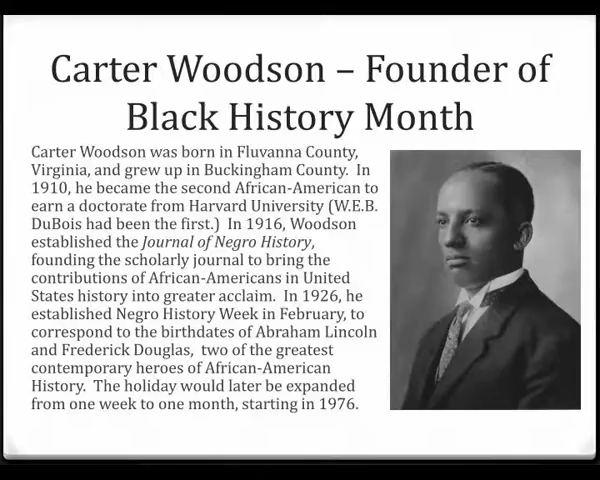 Carter Woodson – Founder of
Black History Month
Carter Woodson was born in Fluvanna County,
Virginia, and grew up in Buckingham County.  In
1910, he became the second African-American to
earn a doctorate from Harvard University (W.E.B.
DuBois had been the first.)  In 1916, Woodson
established the Journal of Negro History,
founding the scholarly journal to bring the
contributions of African-Americans in United
States history into greater acclaim.  In 1926, he
established Negro History Week in February, to
correspond to the birthdates of Abraham Lincoln
and Frederick Douglas,  two of the greatest
contemporary heroes of African-American
History.  The holiday would later be expanded
from one week to one month, starting in 1976.